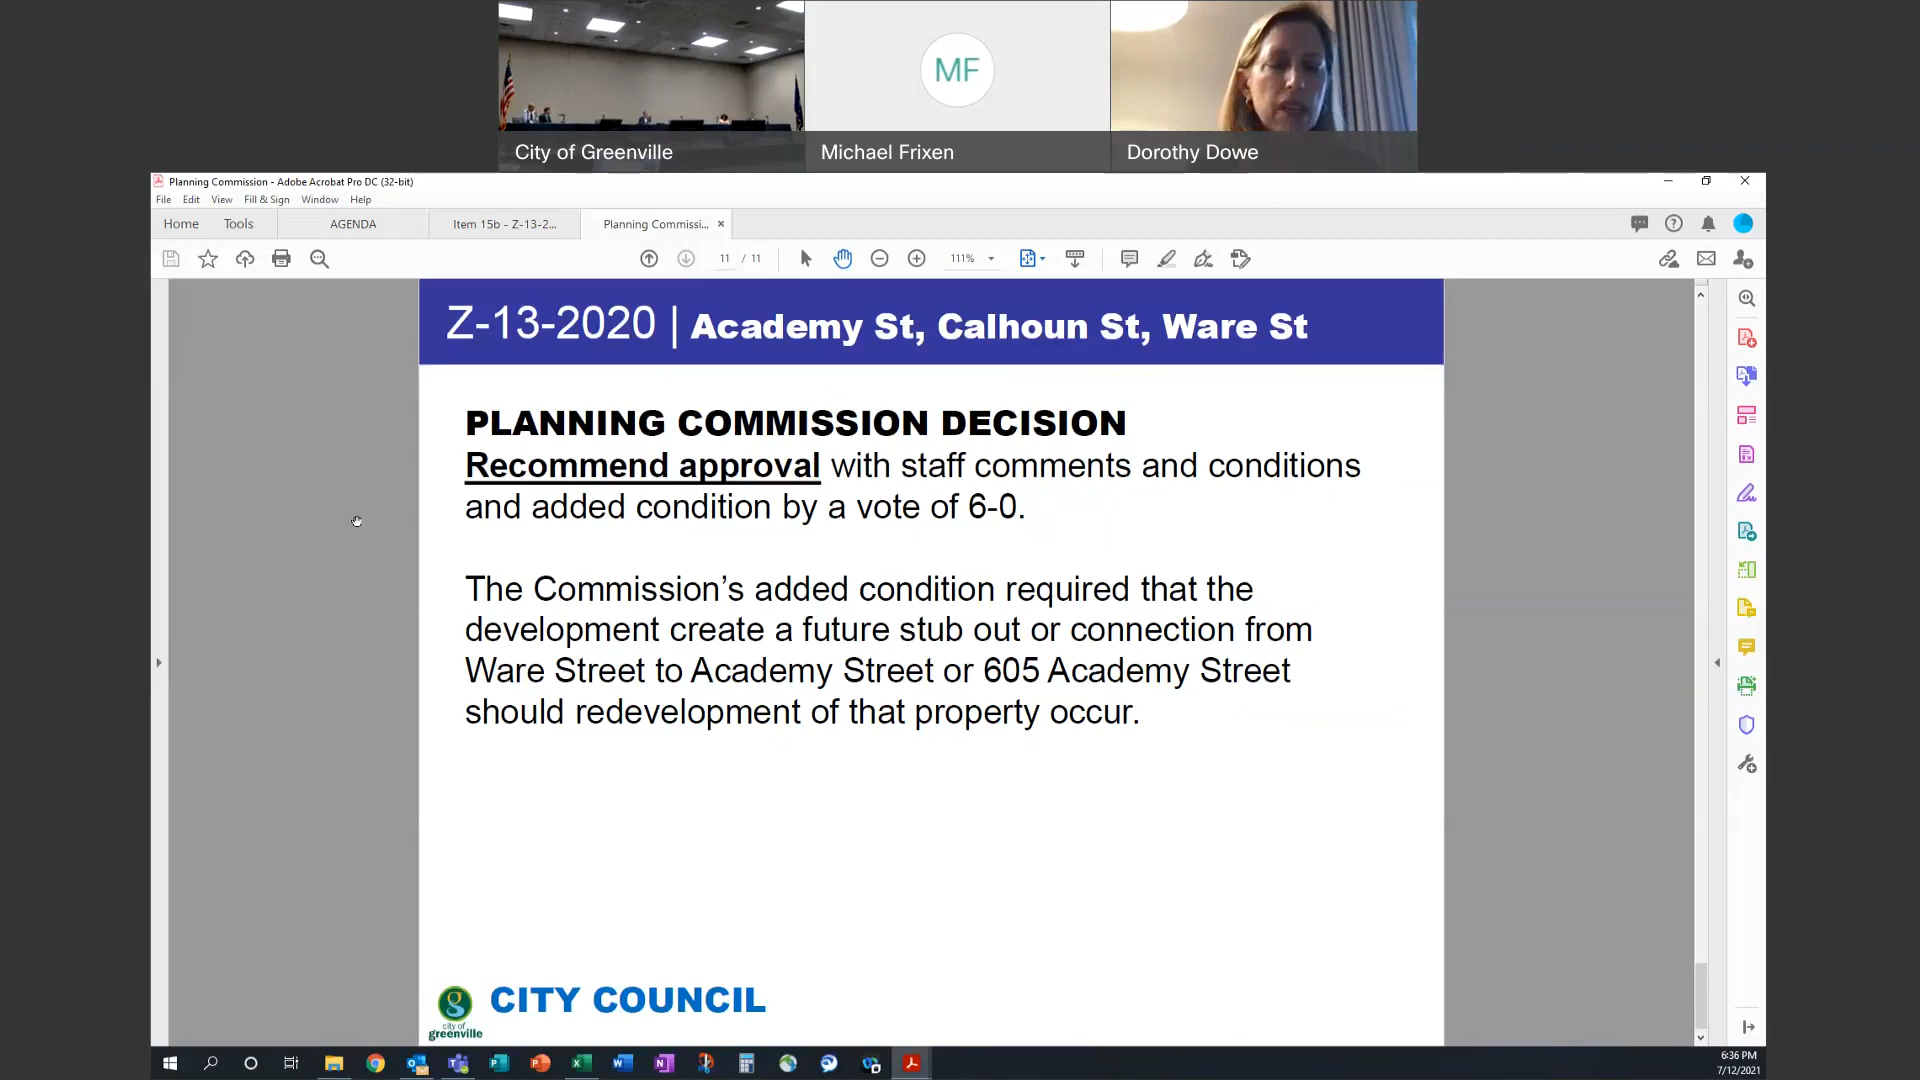 MF
City of Greenville
Michael Frixen
Dorothy Dowe
Planning Commission - Adobe Acrobat Pro DC (32-bit)
File Edit View Fill & Sign Window Help
Home Tools AGENDA Item 15b - Z-13-2... Planning Commissi... ×
11 / 11 111%
Z-13-2020 | Academy St, Calhoun St, Ware St
PLANNING COMMISSION DECISION
Recommend approval with staff comments and conditions
and added condition by a vote of 6-0.
The Commission’s added condition required that the
development create a future stub out or connection from
Ware Street to Academy Street or 605 Academy Street
should redevelopment of that property occur.
g
city of
greenville
CITY COUNCIL
6:36 PM
7/12/2021